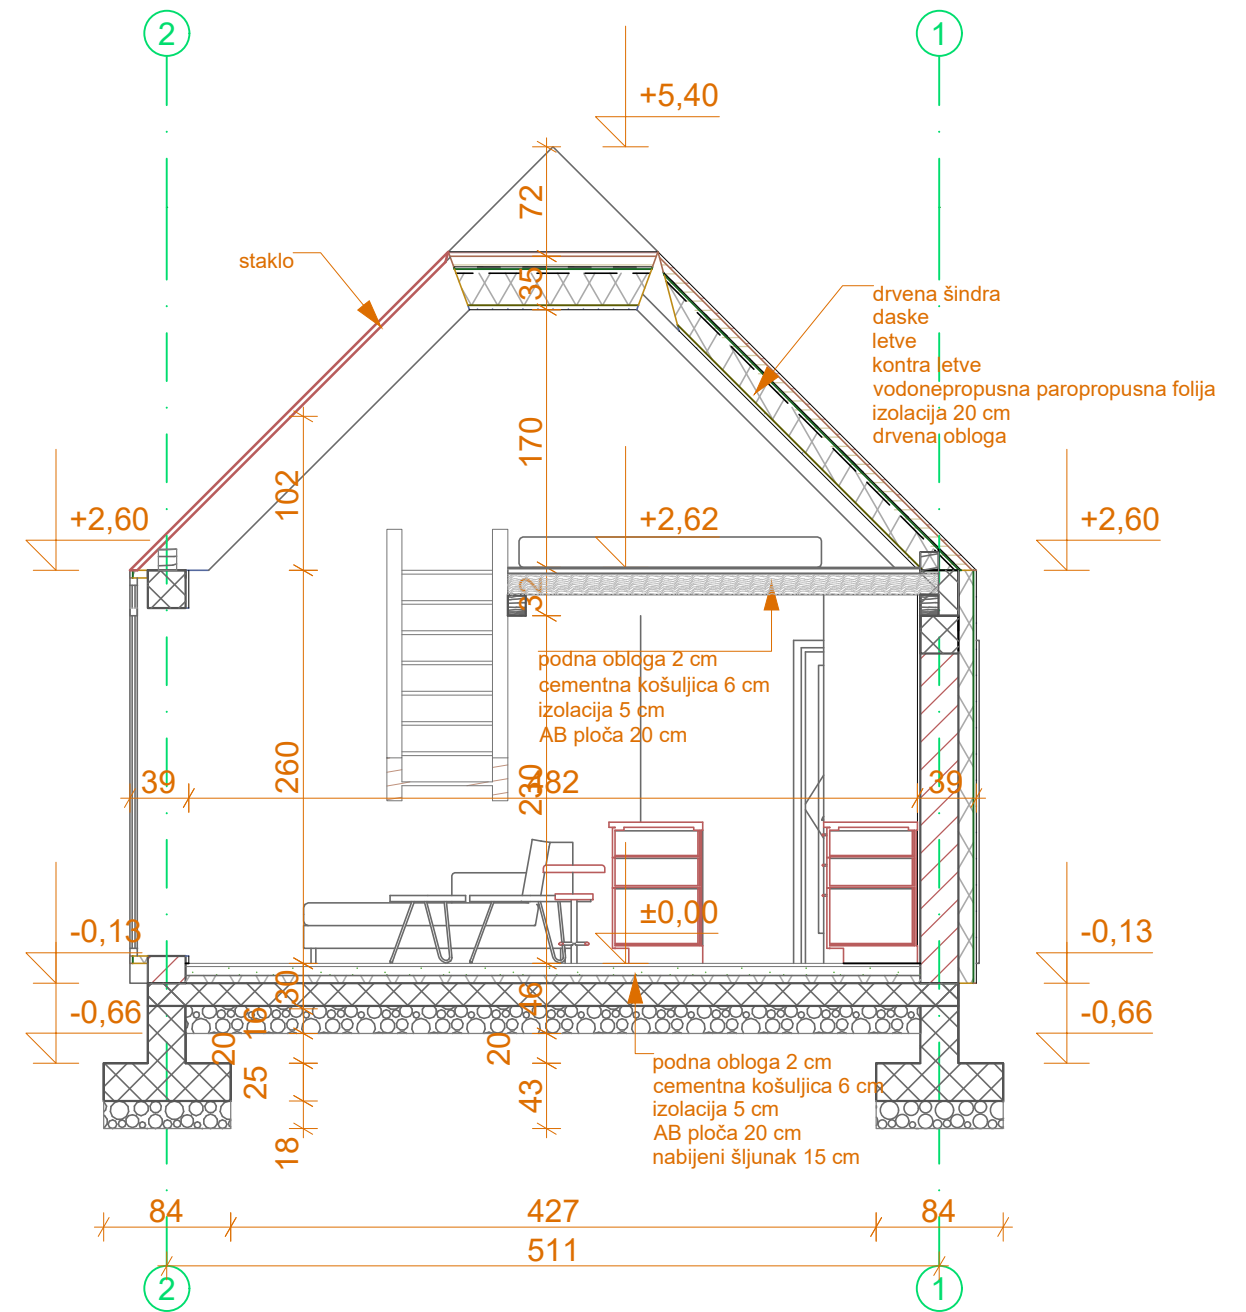 2
1
+5,40
72
staklo
35
drvena šindra
daske
letve
kontra letve
vodonepropusna paropropusna folija
izolacija 20 cm
drvena obloga
170
102
+2,60
+2,62
+2,60
32
podna obloga 2 cm
cementna košuljica 6 cm
izolacija 5 cm
AB ploča 20 cm
260
230
39
482
39
±0,00
-0,13
-0,13
30
46
-0,66
16
-0,66
20
20
25
43
18
podna obloga 2 cm
cementna košuljica 6 cm
izolacija 5 cm
AB ploča 20 cm
nabijeni šljunak 15 cm
84
427
84
511
2
1